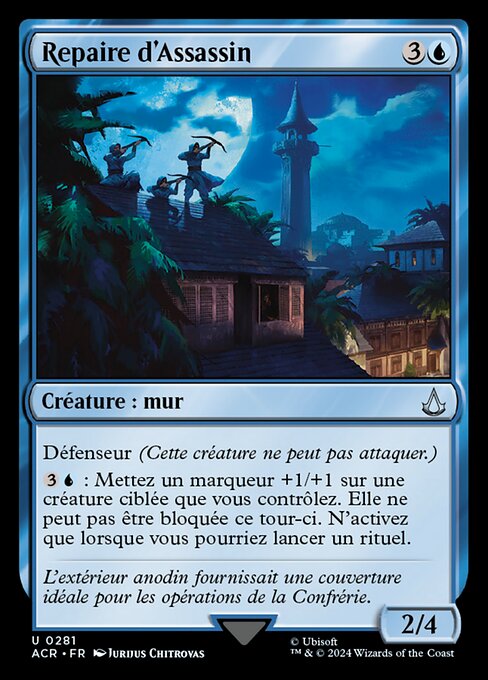 Repaire d'Assassin
3
Créature : mur
Défenseur (Cette créature ne peut pas attaquer.)
3 : Mettez un marqueur +1/+1 sur une
créature ciblée que vous contrôlez. Elle ne
peut pas être bloquée ce tour-ci. N'activez
que lorsque vous pourriez lancer un rituel.
L'extérieur anodin fournissait une couverture
idéale pour les opérations de la Confrérie.
2/4
U 0281
ACR • FR Jurijus Chitrovas
© Ubisoft
™ & © 2024 Wizards of the Coast